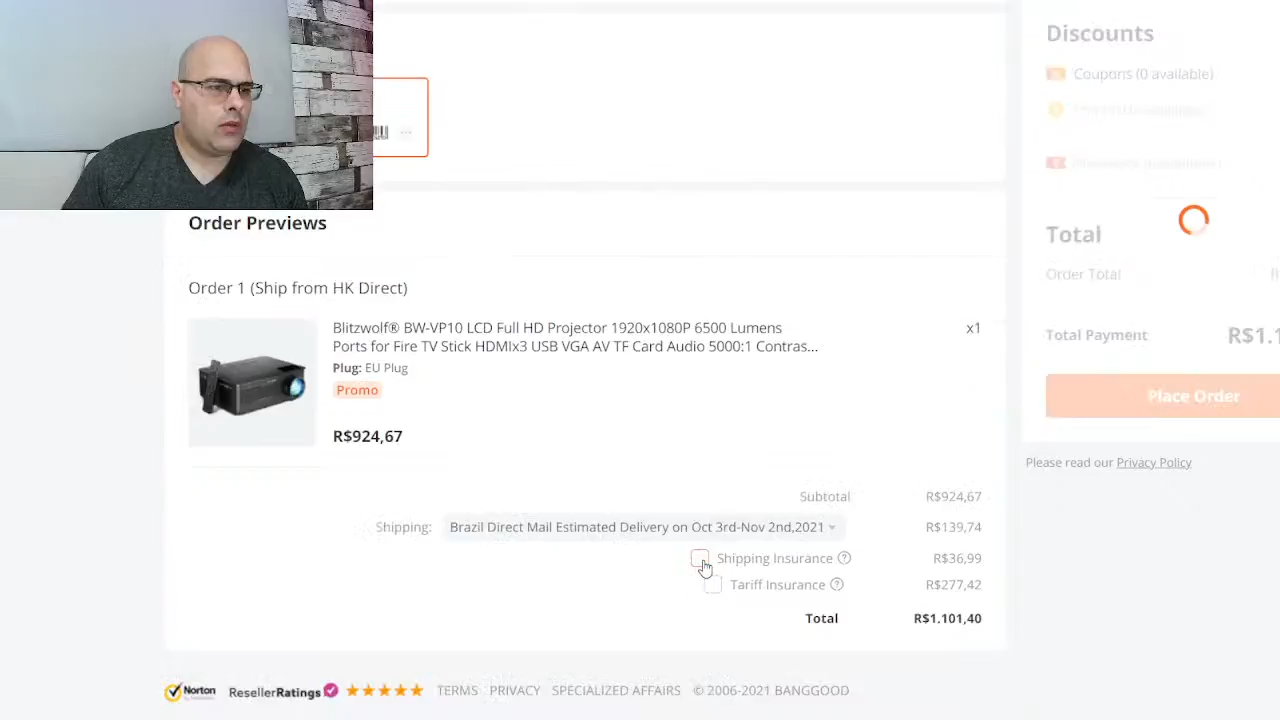 Discounts
Coupons (0 available)
Order Previews
Total
Order Total
Order 1 (Ship from HK Direct)
Blitzwolf® BW-VP10 LCD Full HD Projector 1920x1080P 6500 Lumens
x1
Ports for Fire TV Stick HDMIx3 USB VGA AV TF Card Audio 5000:1 Contras...
Total Payment
R$1.1
Plug: EU Plug
Promo
Place Order
R$924,67
Please read our Privacy Policy
Subtotal
R$924,67
Shipping:
Brazil Direct Mail Estimated Delivery on Oct 3rd-Nov 2nd,2021
R$139,74
Shipping Insurance
R$36,99
Tariff Insurance
R$277,42
Total
R$1.101,40
Norton
ResellerRatings
TERMS PRIVACY SPECIALIZED AFFAIRS © 2006-2021 BANGGOOD